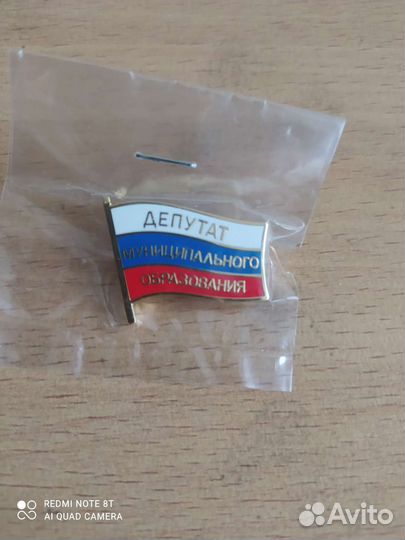 ДЕПУТАТ
МУНИЦИПАЛЬНОГО
ОБРАЗОВАНИЯ
REDMI NOTE 8T
AI QUAD CAMERA
Avito